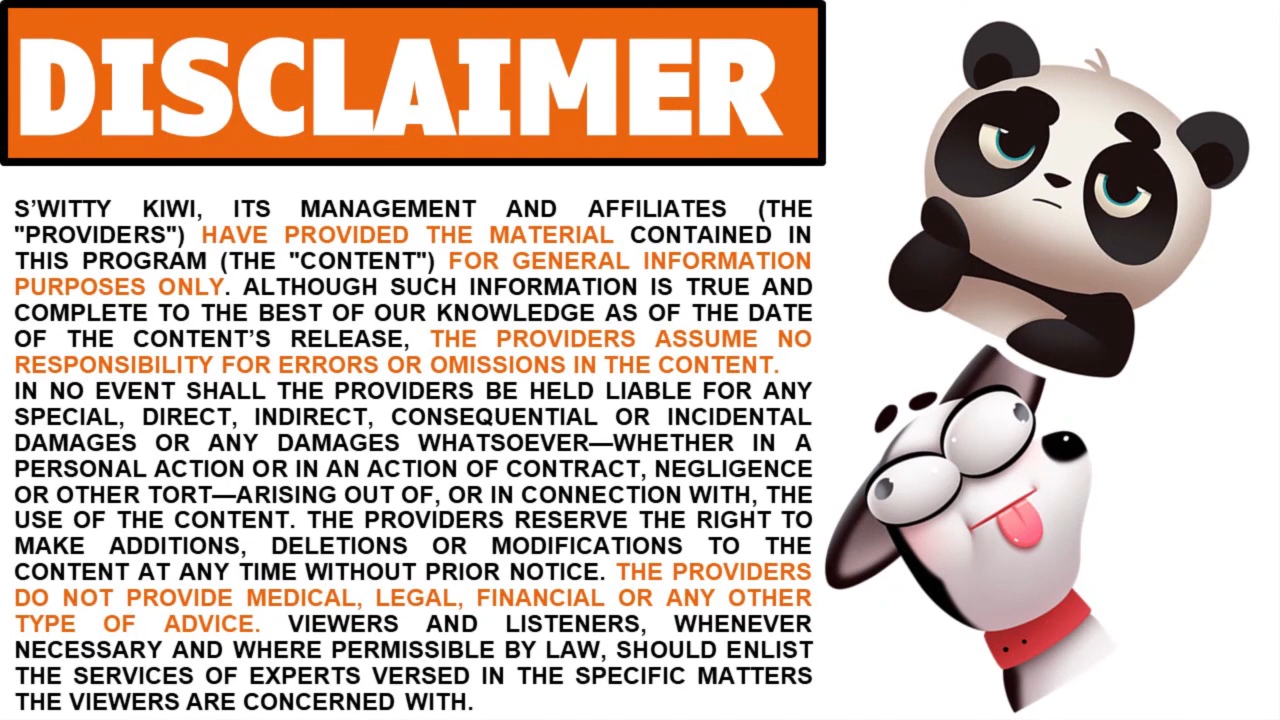 DISCLAIMER
S’WITTY KIWI, ITS MANAGEMENT AND AFFILIATES (THE
"PROVIDERS") HAVE PROVIDED THE MATERIAL CONTAINED IN
THIS PROGRAM (THE "CONTENT") FOR GENERAL INFORMATION
PURPOSES ONLY. ALTHOUGH SUCH INFORMATION IS TRUE AND
COMPLETE TO THE BEST OF OUR KNOWLEDGE AS OF THE DATE
OF THE CONTENT’S RELEASE, THE PROVIDERS ASSUME NO
RESPONSIBILITY FOR ERRORS OR OMISSIONS IN THE CONTENT.
IN NO EVENT SHALL THE PROVIDERS BE HELD LIABLE FOR ANY
SPECIAL, DIRECT, INDIRECT, CONSEQUENTIAL OR INCIDENTAL
DAMAGES OR ANY DAMAGES WHATSOEVER—WHETHER IN A
PERSONAL ACTION OR IN AN ACTION OF CONTRACT, NEGLIGENCE
OR OTHER TORT—ARISING OUT OF, OR IN CONNECTION WITH, THE
USE OF THE CONTENT. THE PROVIDERS RESERVE THE RIGHT TO
MAKE ADDITIONS, DELETIONS OR MODIFICATIONS TO THE
CONTENT AT ANY TIME WITHOUT PRIOR NOTICE. THE PROVIDERS
DO NOT PROVIDE MEDICAL, LEGAL, FINANCIAL OR ANY OTHER
TYPE OF ADVICE. VIEWERS AND LISTENERS, WHENEVER
NECESSARY AND WHERE PERMISSIBLE BY LAW, SHOULD ENLIST
THE SERVICES OF EXPERTS VERSED IN THE SPECIFIC MATTERS
THE VIEWERS ARE CONCERNED WITH.